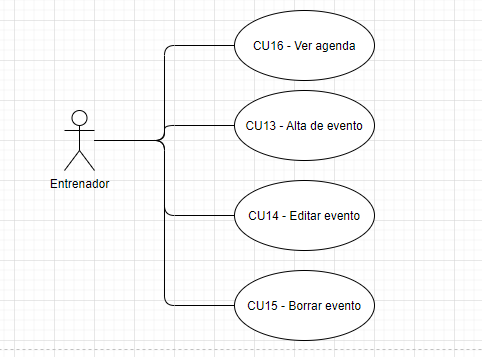 CU16 - Ver agenda
CU13 - Alta de evento
Entrenador
CU14 - Editar evento
CU15 - Borrar evento